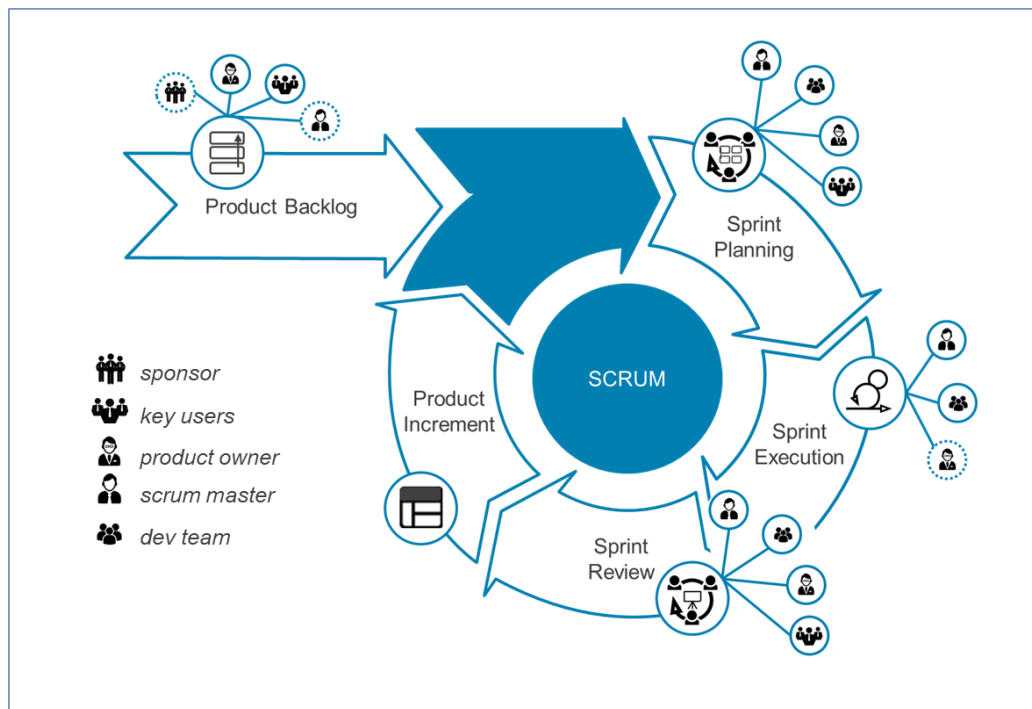 Product Backlog
Sprint
Planning
SCRUM
Sprint
Execution
Sprint
Review
Product
Increment
sponsor
key users
product owner
scrum master
dev team